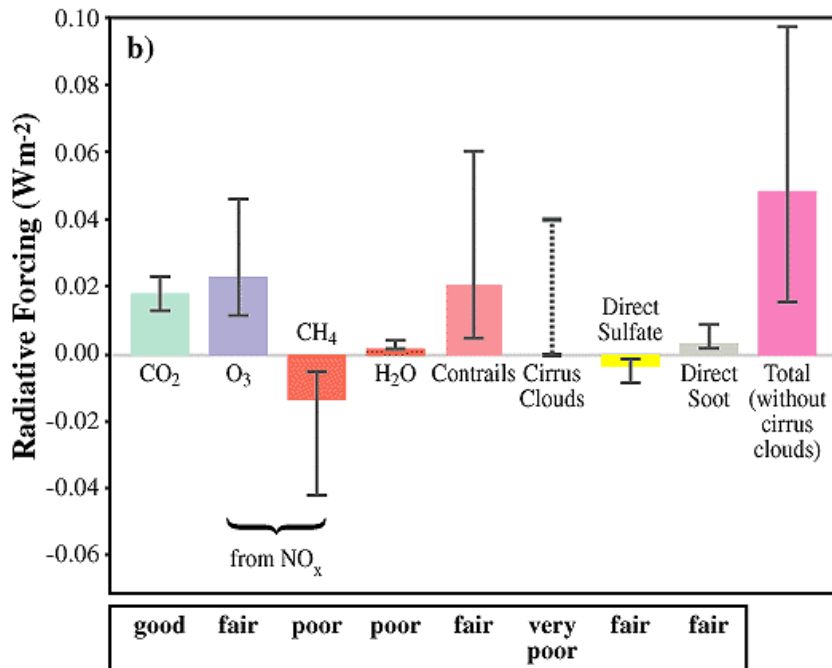 b)
Radiative Forcing (Wm-2)
0.10
0.08
0.06
0.04
0.02
0.00
-0.02
-0.04
-0.06
CO2
O3
CH4
H2O
Contrails
Cirrus
Clouds
Direct
Sulfate
Direct
Soot
Total
(without
cirrus
clouds)
from NOx
good fair poor poor fair very poor fair fair